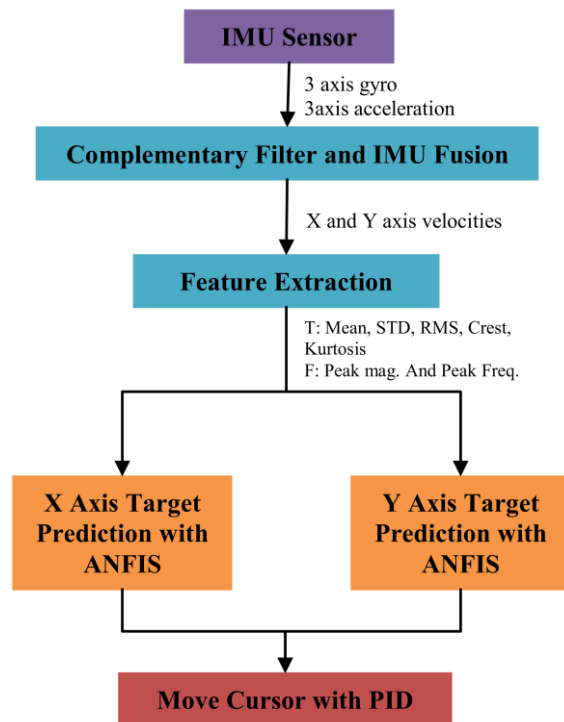 IMU Sensor
3 axis gyro
3axis acceleration
Complementary Filter and IMU Fusion
X and Y axis velocities
Feature Extraction
T: Mean, STD, RMS, Crest,
Kurtosis
F: Peak mag. And Peak Freq.
X Axis Target
Prediction with
ANFIS
Y Axis Target
Prediction with
ANFIS
Move Cursor with PID